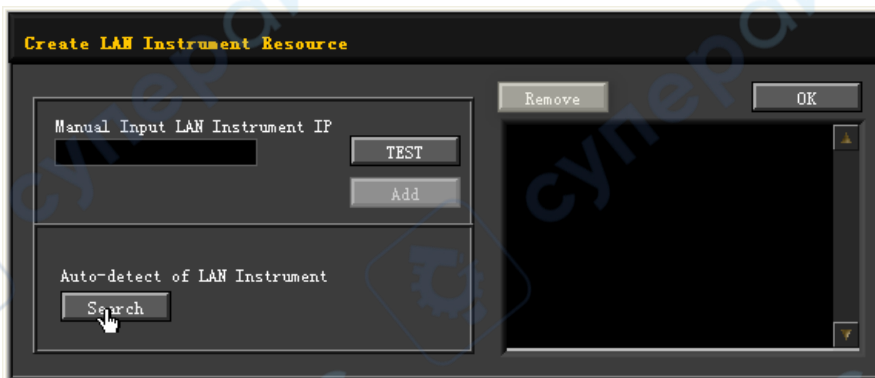 Create LAN Instrument Resource
Remove
OK
Manual Input LAN Instrument IP
TEST
Add
Auto-detect of LAN Instrument
Search